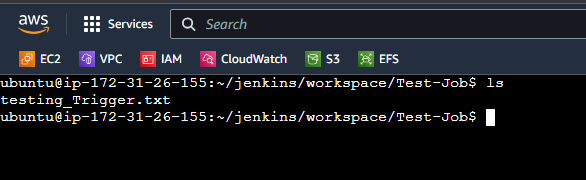 aws Services Search
EC2 VPC IAM CloudWatch S3 EFS
ubuntu@ip-172-31-26-155:~/jenkins/workspace/Test-Job$ ls
testing_Trigger.txt
ubuntu@ip-172-31-26-155:~/jenkins/workspace/Test-Job$